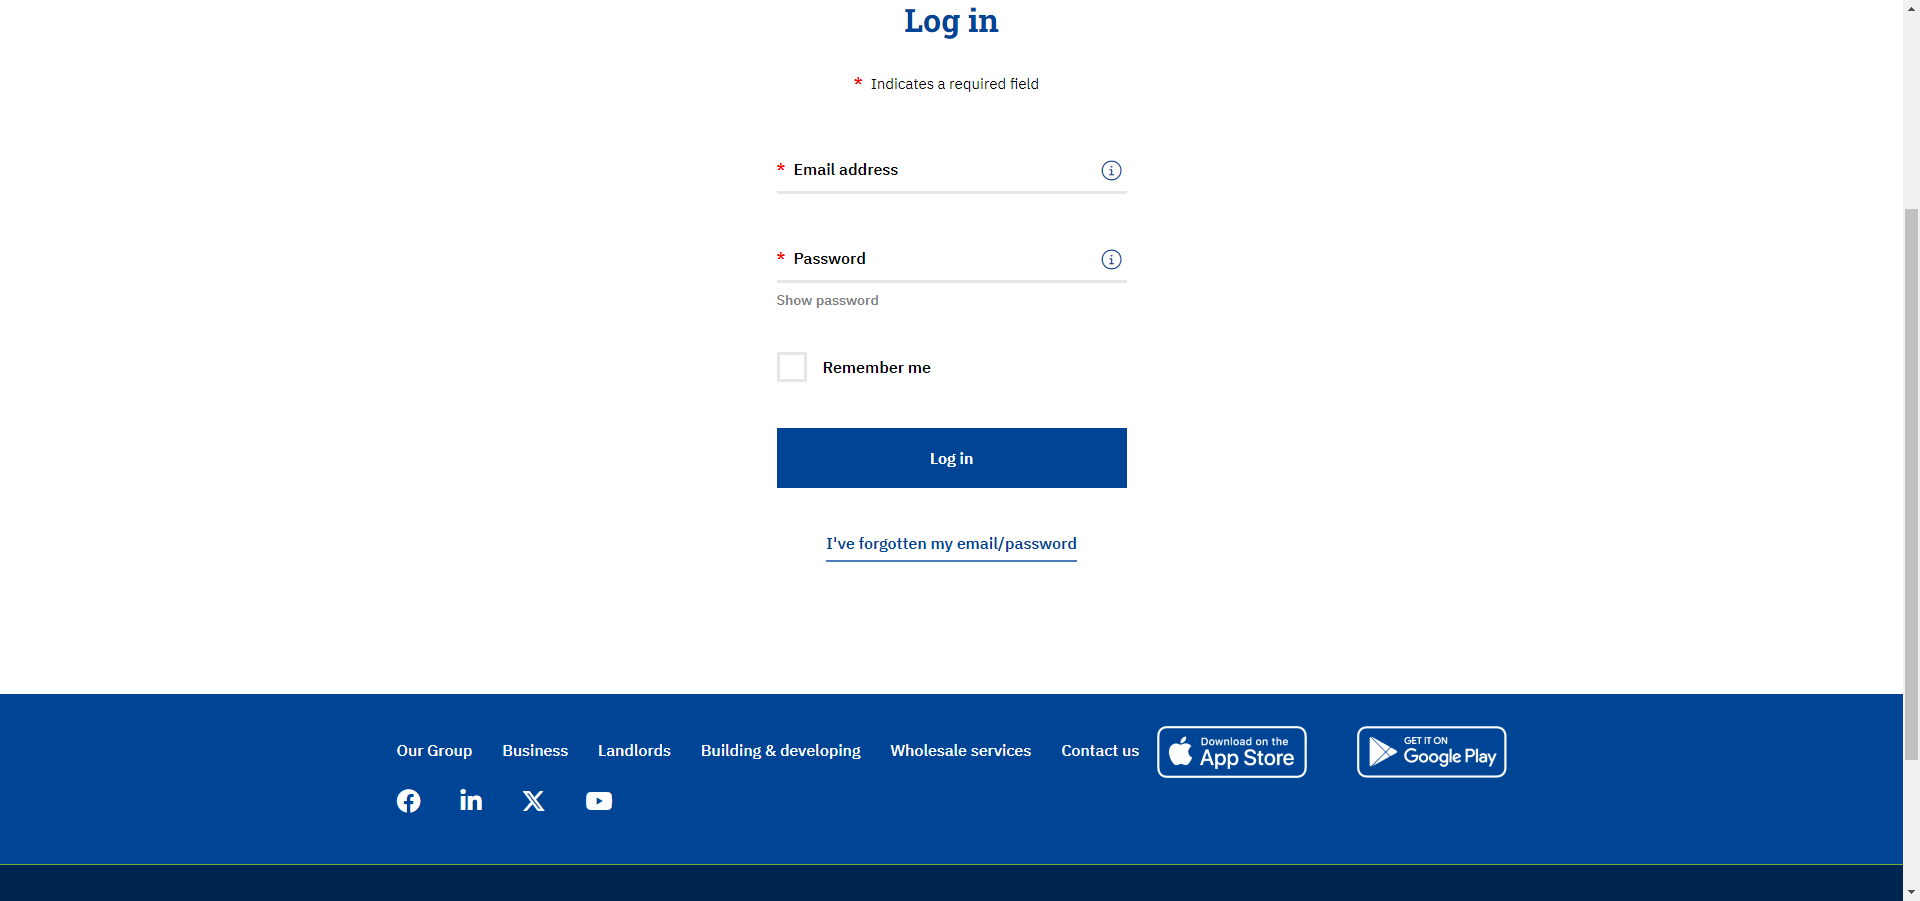 Log in
* Indicates a required field
* Email address
* Password
Show password
Remember me
Log in
I've forgotten my email/password
Our Group Business Landlords Building & developing Wholesale services Contact us
Download on the
App Store
GET IT ON
Google Play